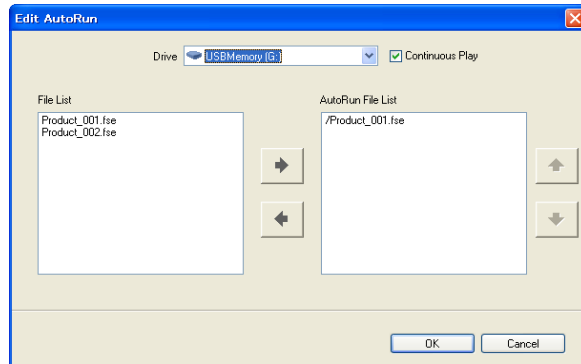 Edit AutoRun
Drive USBMemory (G:) Continuous Play
File List
Product_001.fse
Product_002.fse
AutoRun File List
/Product_001.fse
OK Cancel